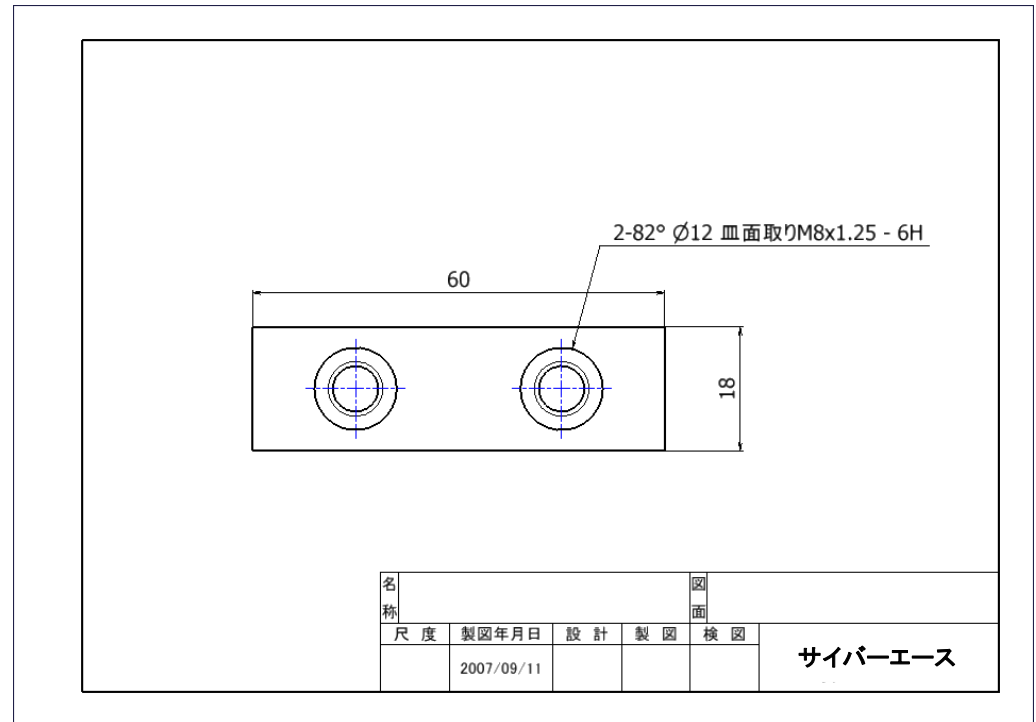 2-82° Ø12 皿面取りM8x1.25 - 6H
60
18
名称
図面
尺 度 製図年月日 設 計 製 図 検 図
2007/09/11
サイバーエース